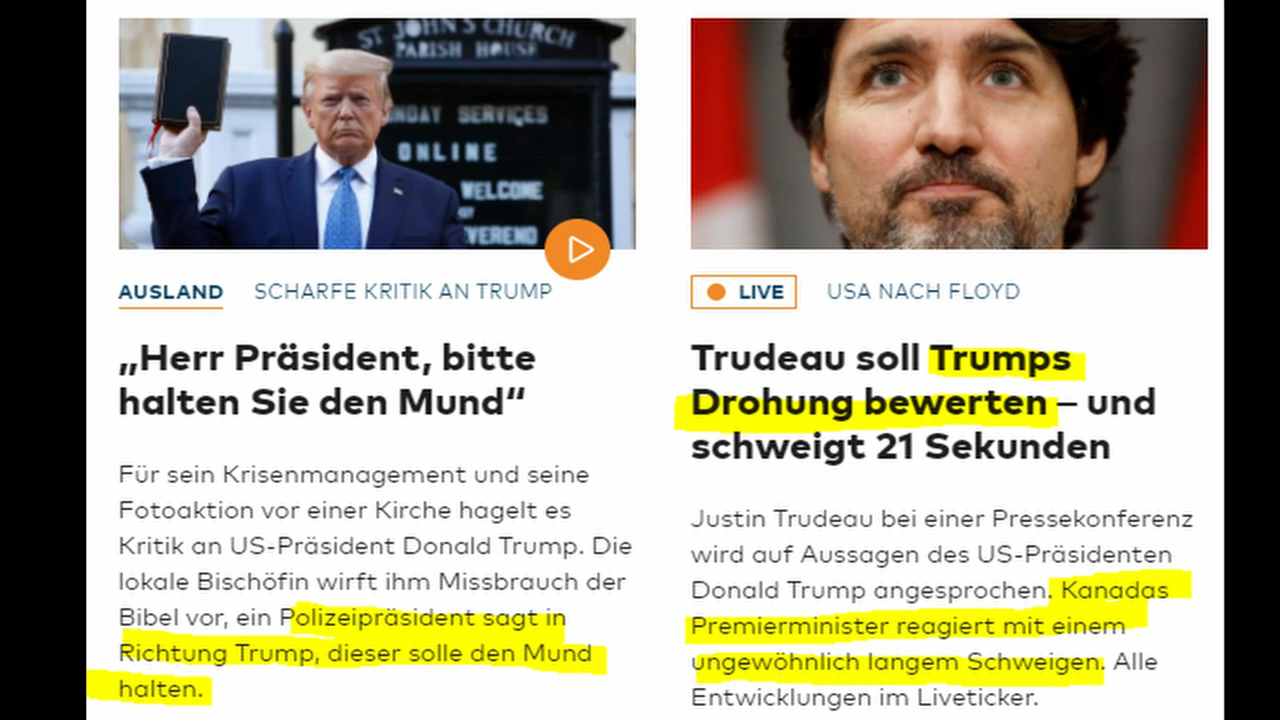 ST JOHN'S CHURCH
PARISH HOUSE
NDAY SERVICES
ONLINE
WELCOME
VEREND
AUSLAND SCHARFE KRITIK AN TRUMP
„Herr Präsident, bitte
halten Sie den Mund“
Für sein Krisenmanagement und seine
Fotoaktion vor einer Kirche hagelt es
Kritik an US-Präsident Donald Trump. Die
lokale Bischöfin wirft ihm Missbrauch der
Bibel vor, ein Polizeipräsident sagt in
Richtung Trump, dieser solle den Mund
halten.
LIVE USA NACH FLOYD
Trudeau soll Trumps
Drohung bewerten – und
schweigt 21 Sekunden
Justin Trudeau bei einer Pressekonferenz
wird auf Aussagen des US-Präsidenten
Donald Trump angesprochen. Kanadas
Premierminister reagiert mit einem
ungewöhnlich langem Schweigen. Alle
Entwicklungen im Liveticker.